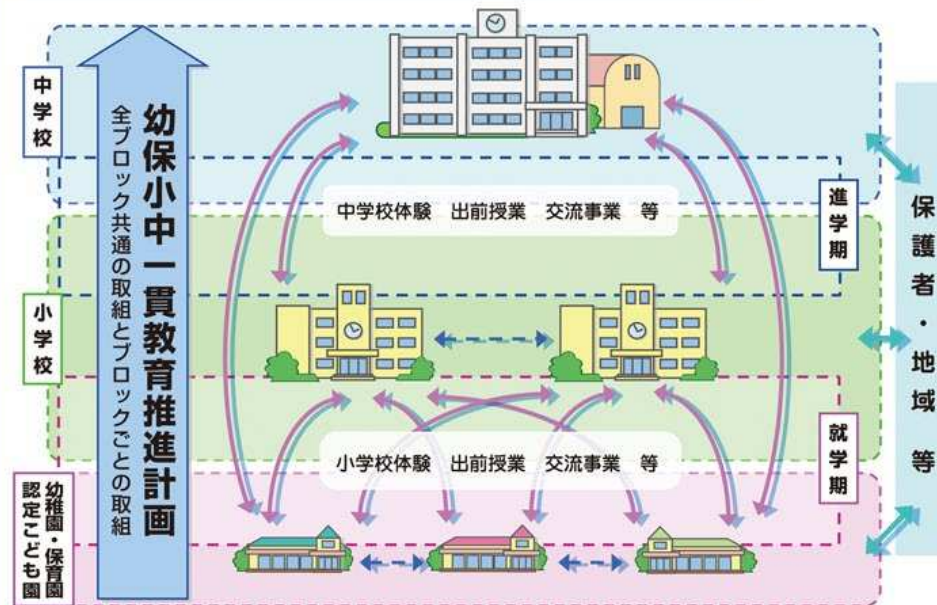 中学校
幼保小中一貫教育推進計画
全ブロック共通の取組とブロックごとの取組
中学校体験 出前授業 交流事業 等
進学期
保護者・地域 等
小学校
小学校体験 出前授業 交流事業 等
就学期
幼稚園・保育園
認定こども園